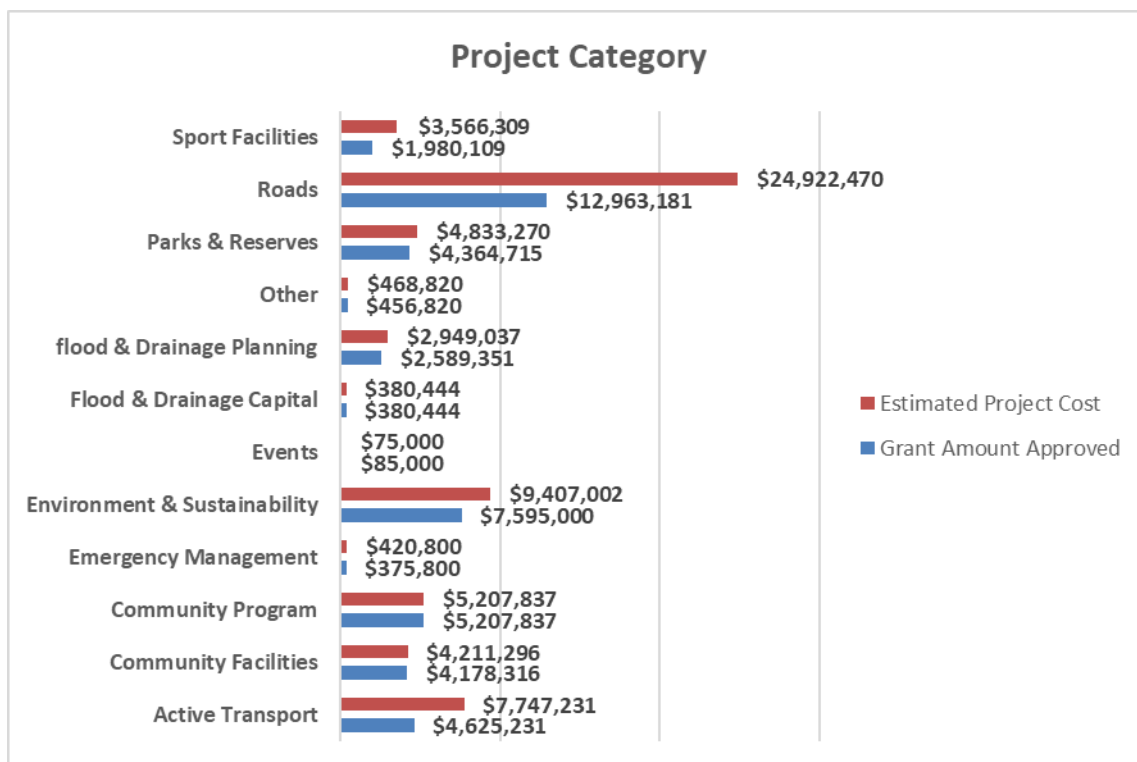 Project Category
Sport Facilities
$3,566,309
$1,980,109
Roads
$24,922,470
$12,963,181
Parks & Reserves
$4,833,270
$4,364,715
Other
$468,820
$456,820
flood & Drainage Planning
$2,949,037
$2,589,351
Flood & Drainage Capital
$380,444
$380,444
Events
$75,000
$85,000
Environment & Sustainability
$9,407,002
$7,595,000
Emergency Management
$420,800
$375,800
Community Program
$5,207,837
$5,207,837
Community Facilities
$4,211,296
$4,178,316
Active Transport
$7,747,231
$4,625,231
Estimated Project Cost
Grant Amount Approved